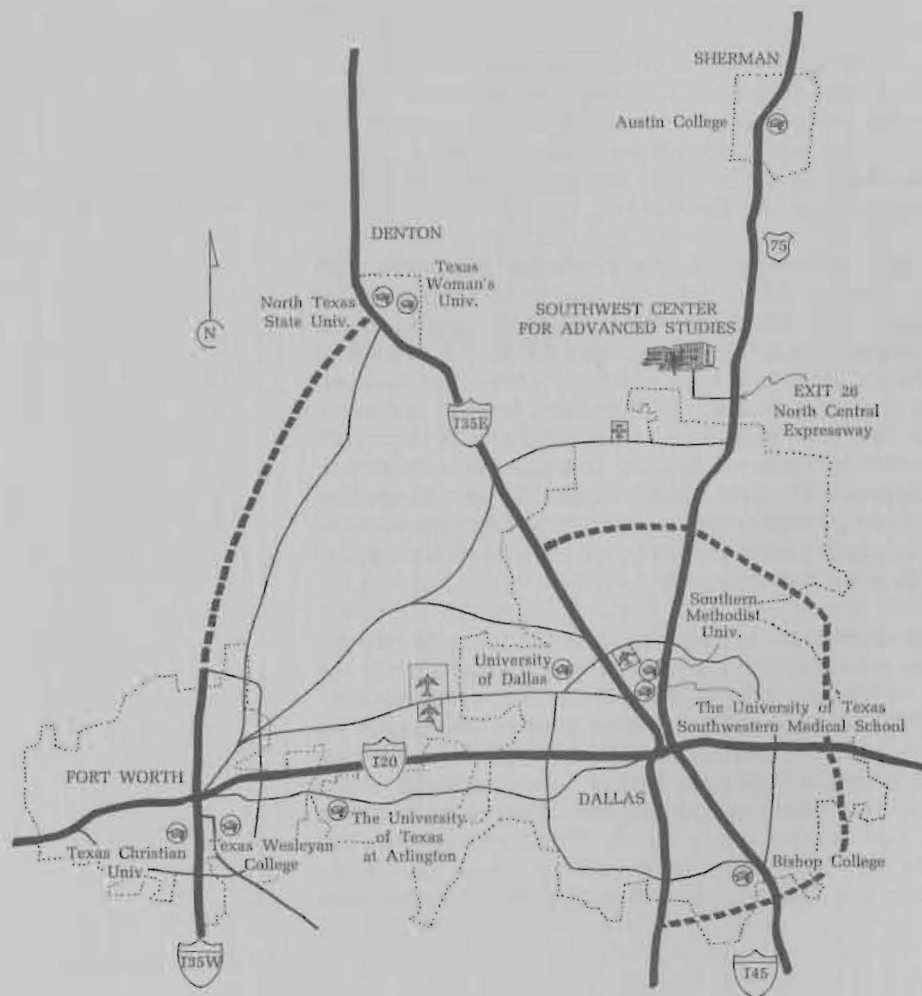 SHERMAN
Austin College
75
DENTON
Texas
Woman's
Univ.
North Texas
State Univ.
N
SOUTHWEST CENTER
FOR ADVANCED STUDIES
EXIT 26
North Central
Expressway
I35E
Southern
Methodist
Univ.
University
of Dallas
The University of Texas
Southwestern Medical School
I20
FORT WORTH
DALLAS
The University
of Texas
at Arlington
Texas Wesleyan
College
Texas Christian
Univ.
Bishop College
I35W
I45